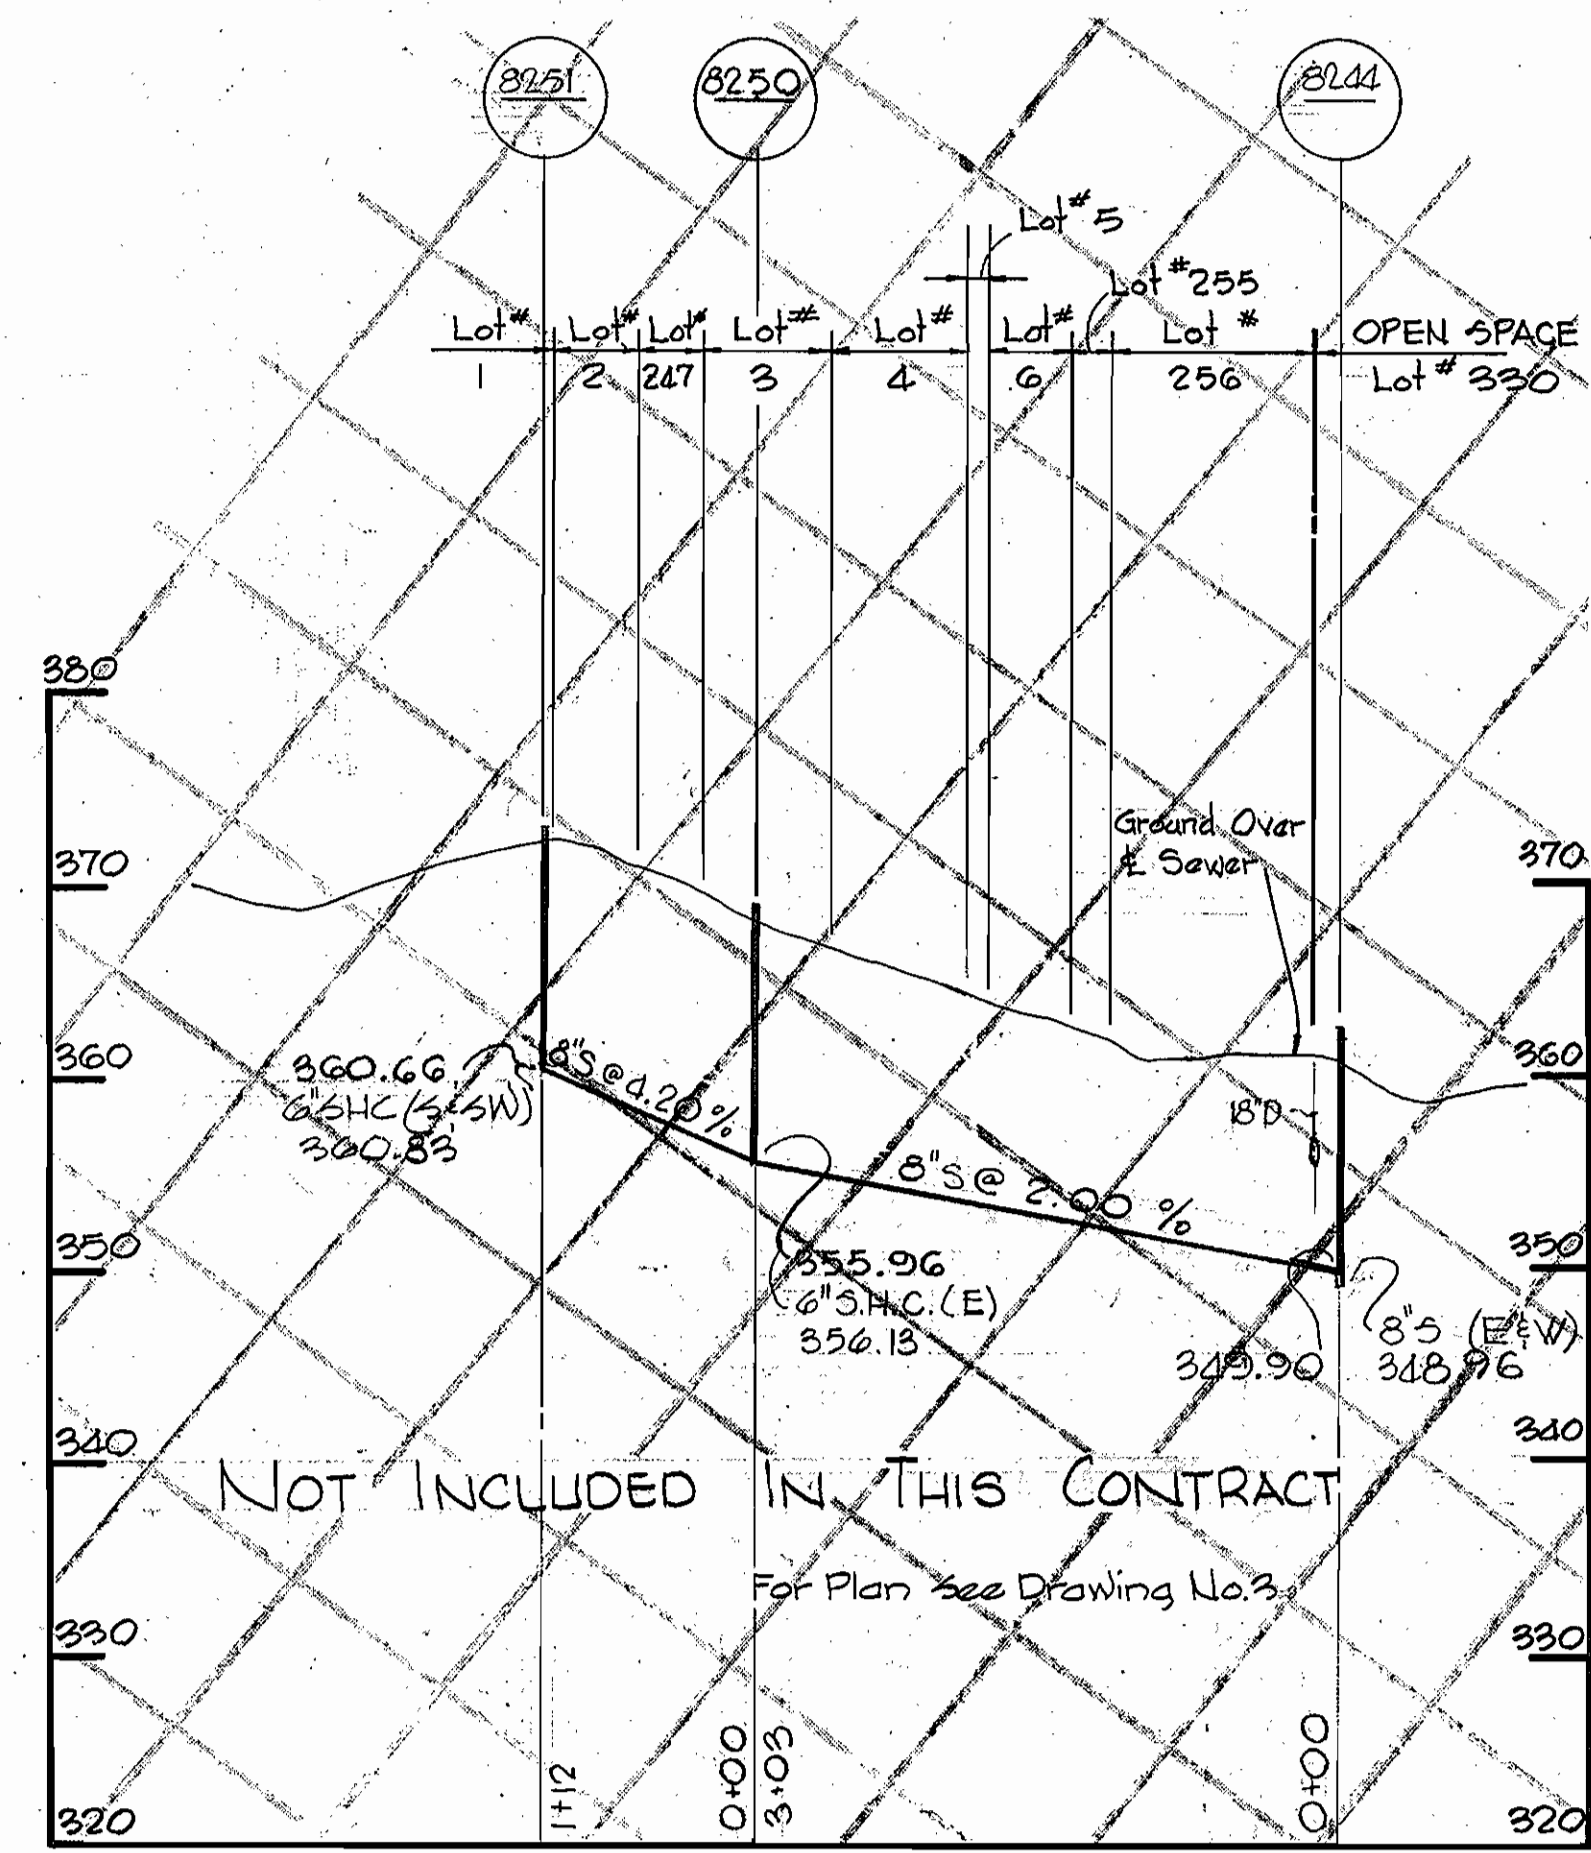 8251
8250
8244
Lot # 5
Lot # 255
Lot # 1
Lot # 2
Lot # 247
Lot # 3
Lot # 4
Lot # 6
Lot # 256
OPEN SPACE
Lot # 330
380
370
360
350
340
330
320
370
360
350
340
330
320
Ground Over
℄ Sewer
360.66
6"SHC (S&SW)
360.83
8"S @ 4.20 %
8"S @ 2.00 %
18"D
355.96
6"S.H.C. (E)
356.13
349.90
8"S (E&W)
348.96
NOT INCLUDED IN THIS CONTRACT
For Plan See Drawing No.3
1+12
0+00
3+03
0+00